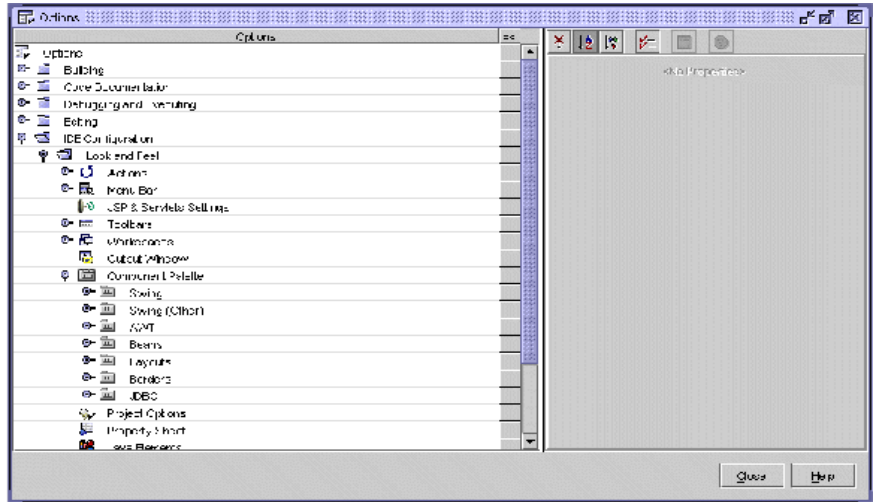 Options
Options
<<
Options
Building
Code Documentation
Debugging and Executing
Editing
IDE Configuration
Look and Feel
Actions
Menu Bar
JSP & Servlets Settings
Toolbars
Workspaces
Output Window
Component Palette
Swing
Swing (Other)
AWT
Beans
Layouts
Borders
JDBC
Project Options
Property Sheet
Java Elements
<No Properties>
Close
Help